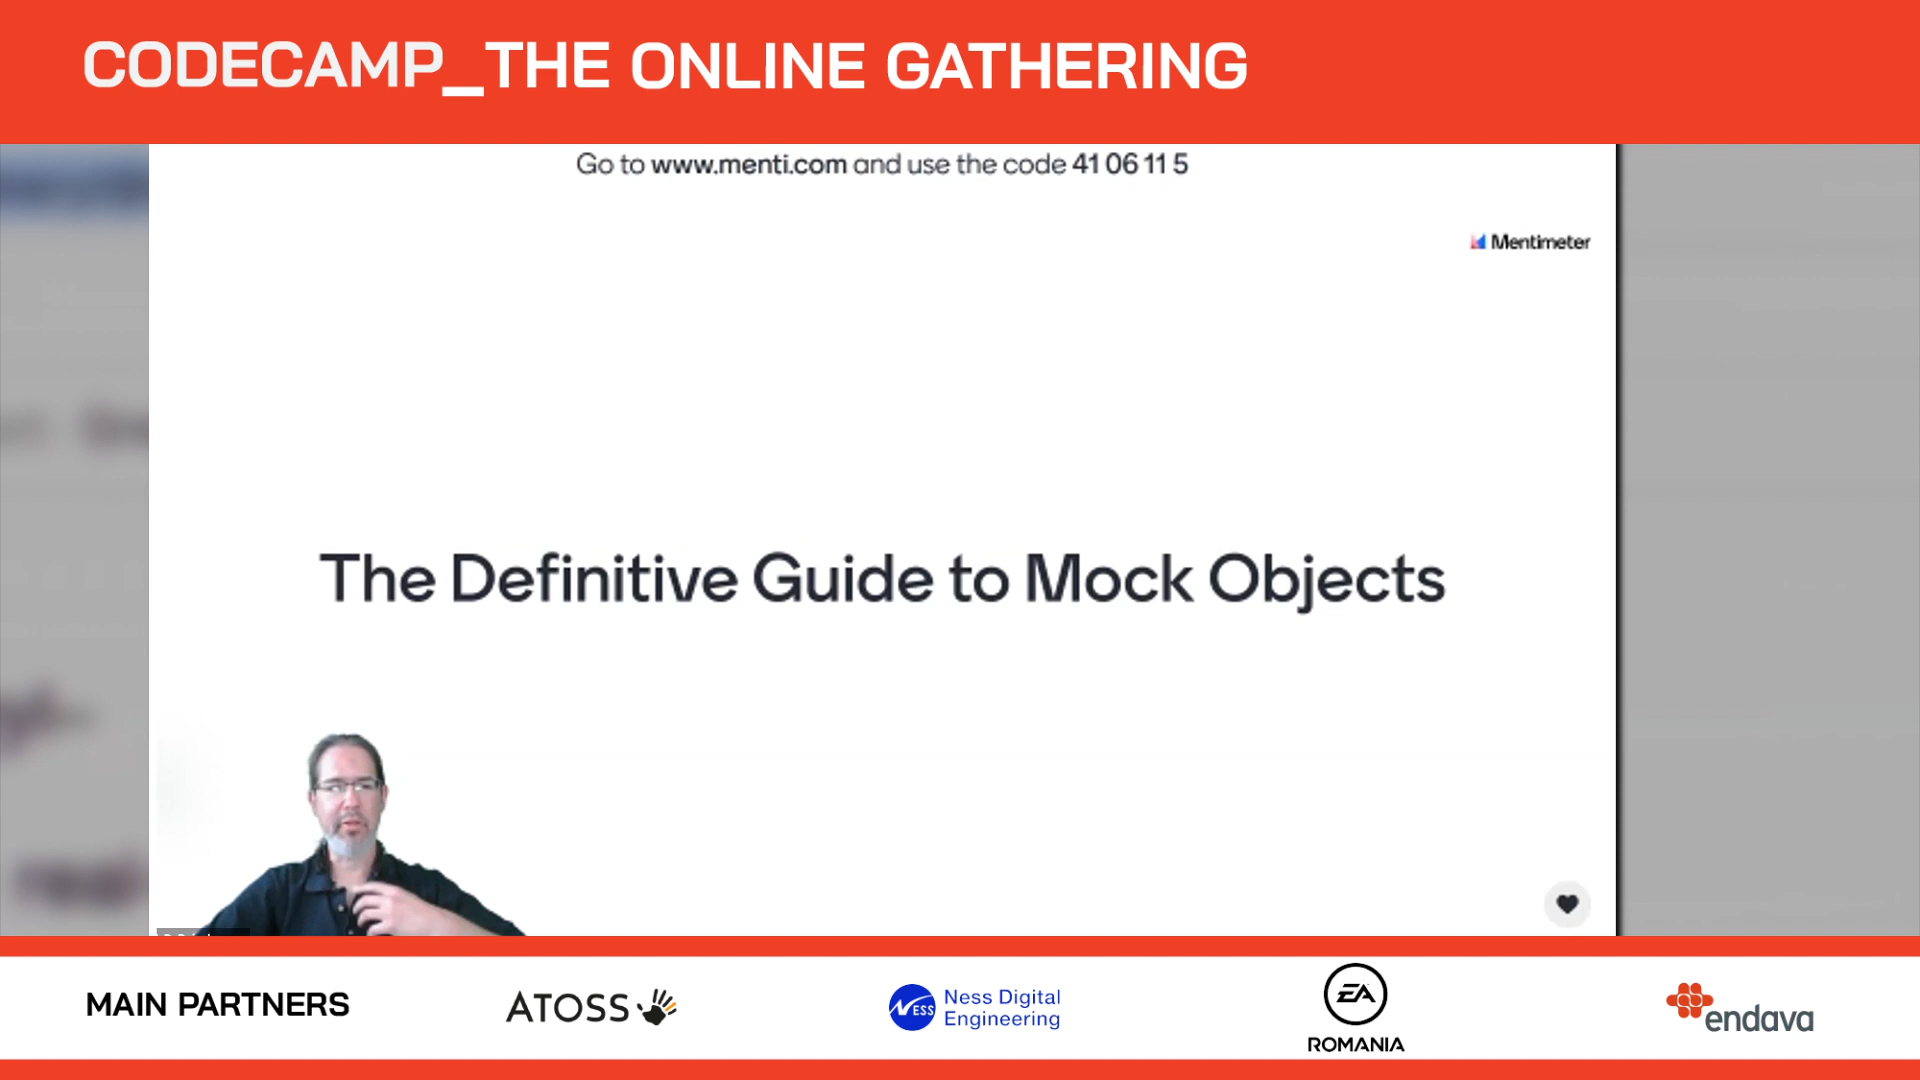 CODECAMP_THE ONLINE GATHERING
Go to www.menti.com and use the code 41 06 11 5
Mentimeter
The Definitive Guide to Mock Objects
MAIN PARTNERS
ATOSS
NESS
Ness Digital
Engineering
EA
ROMANIA
endava